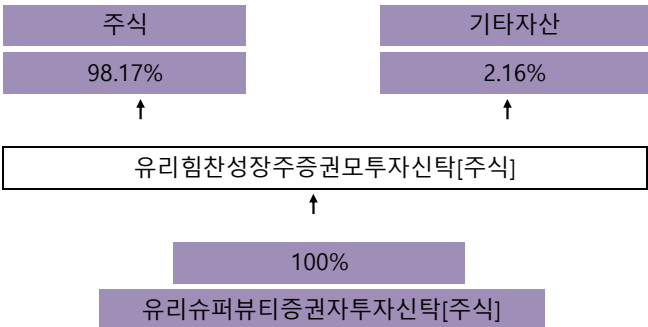 주식
기타자산
98.17%
2.16%
유리힘찬성장주증권모투자신탁[주식]
100%
유리슈퍼뷰티증권자투자신탁[주식]